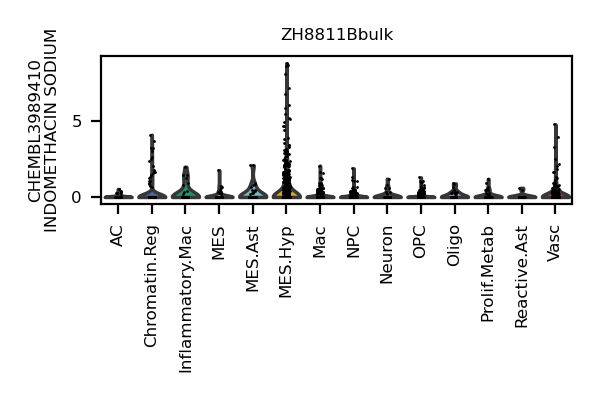 ZH8811Bbulk
CHEMBL3989410
INDOMETHACIN SODIUM
5
0
AC
Chromatin.Reg
Inflammatory.Mac
MES
MES.Ast
MES.Hyp
Mac
NPC
Neuron
OPC
Oligo
Prolif.Metab
Reactive.Ast
Vasc